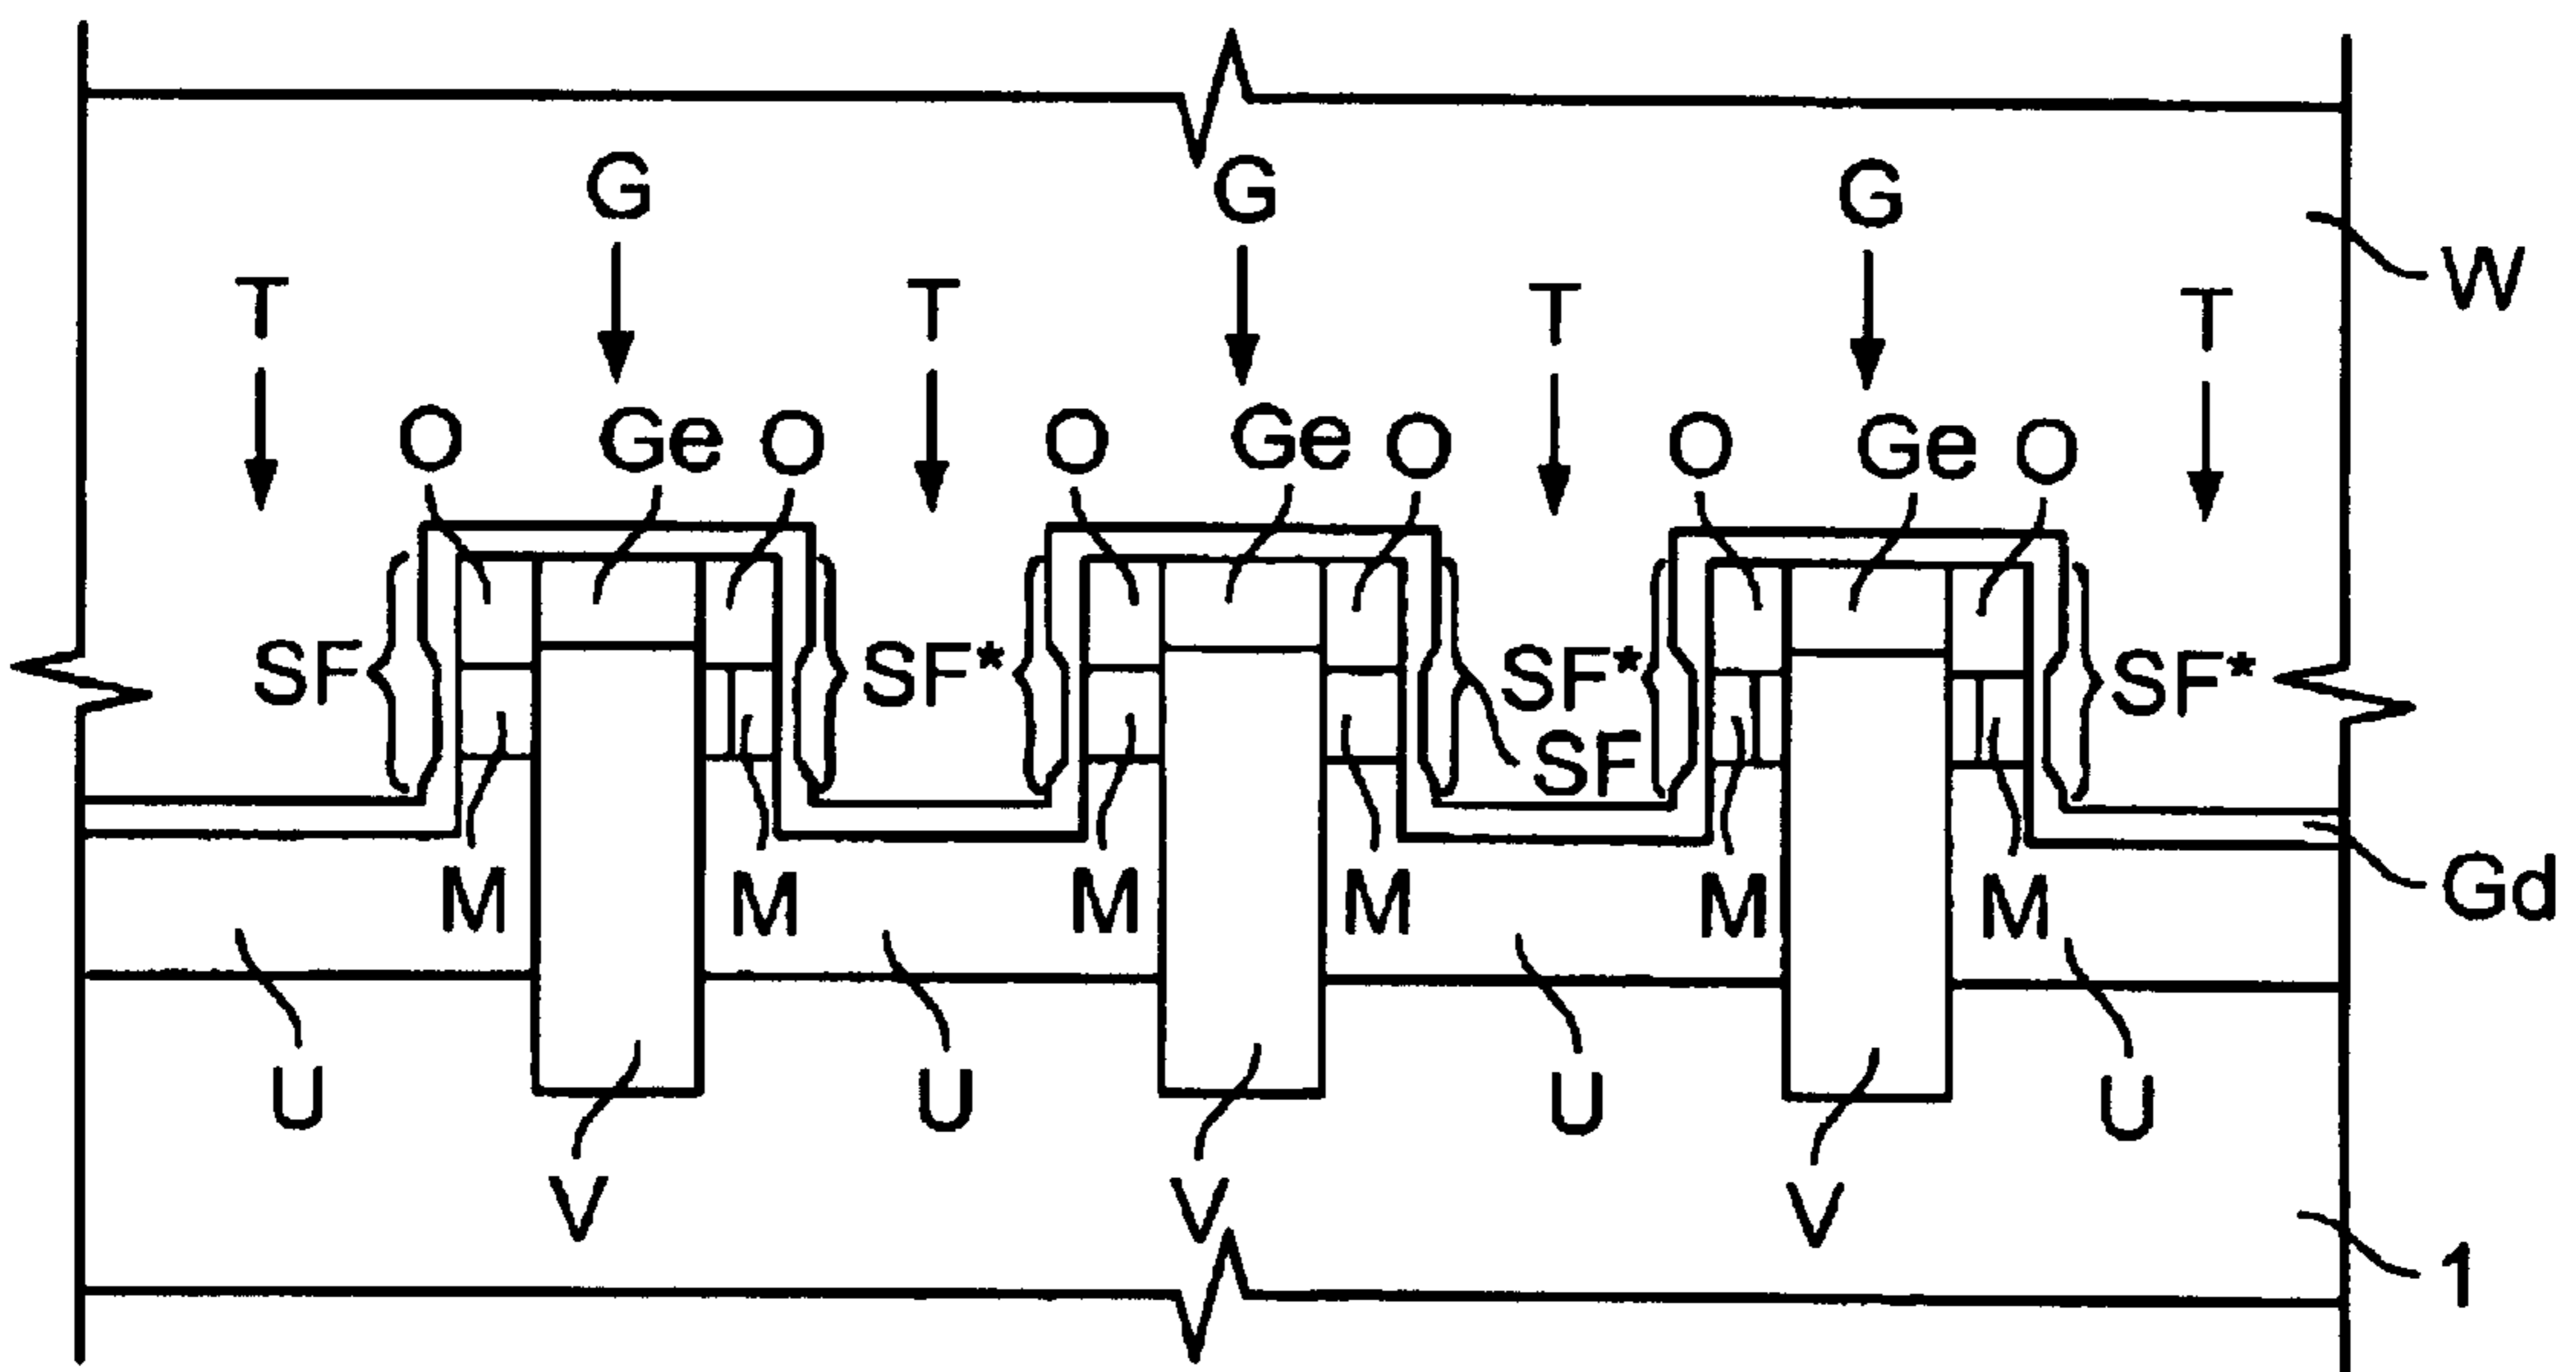 G G G
W
T T T T
O Ge O O Ge O O Ge O
SF SF* SF* SF*
SF
M M M M M M
Gd
U U U U
V V V
1